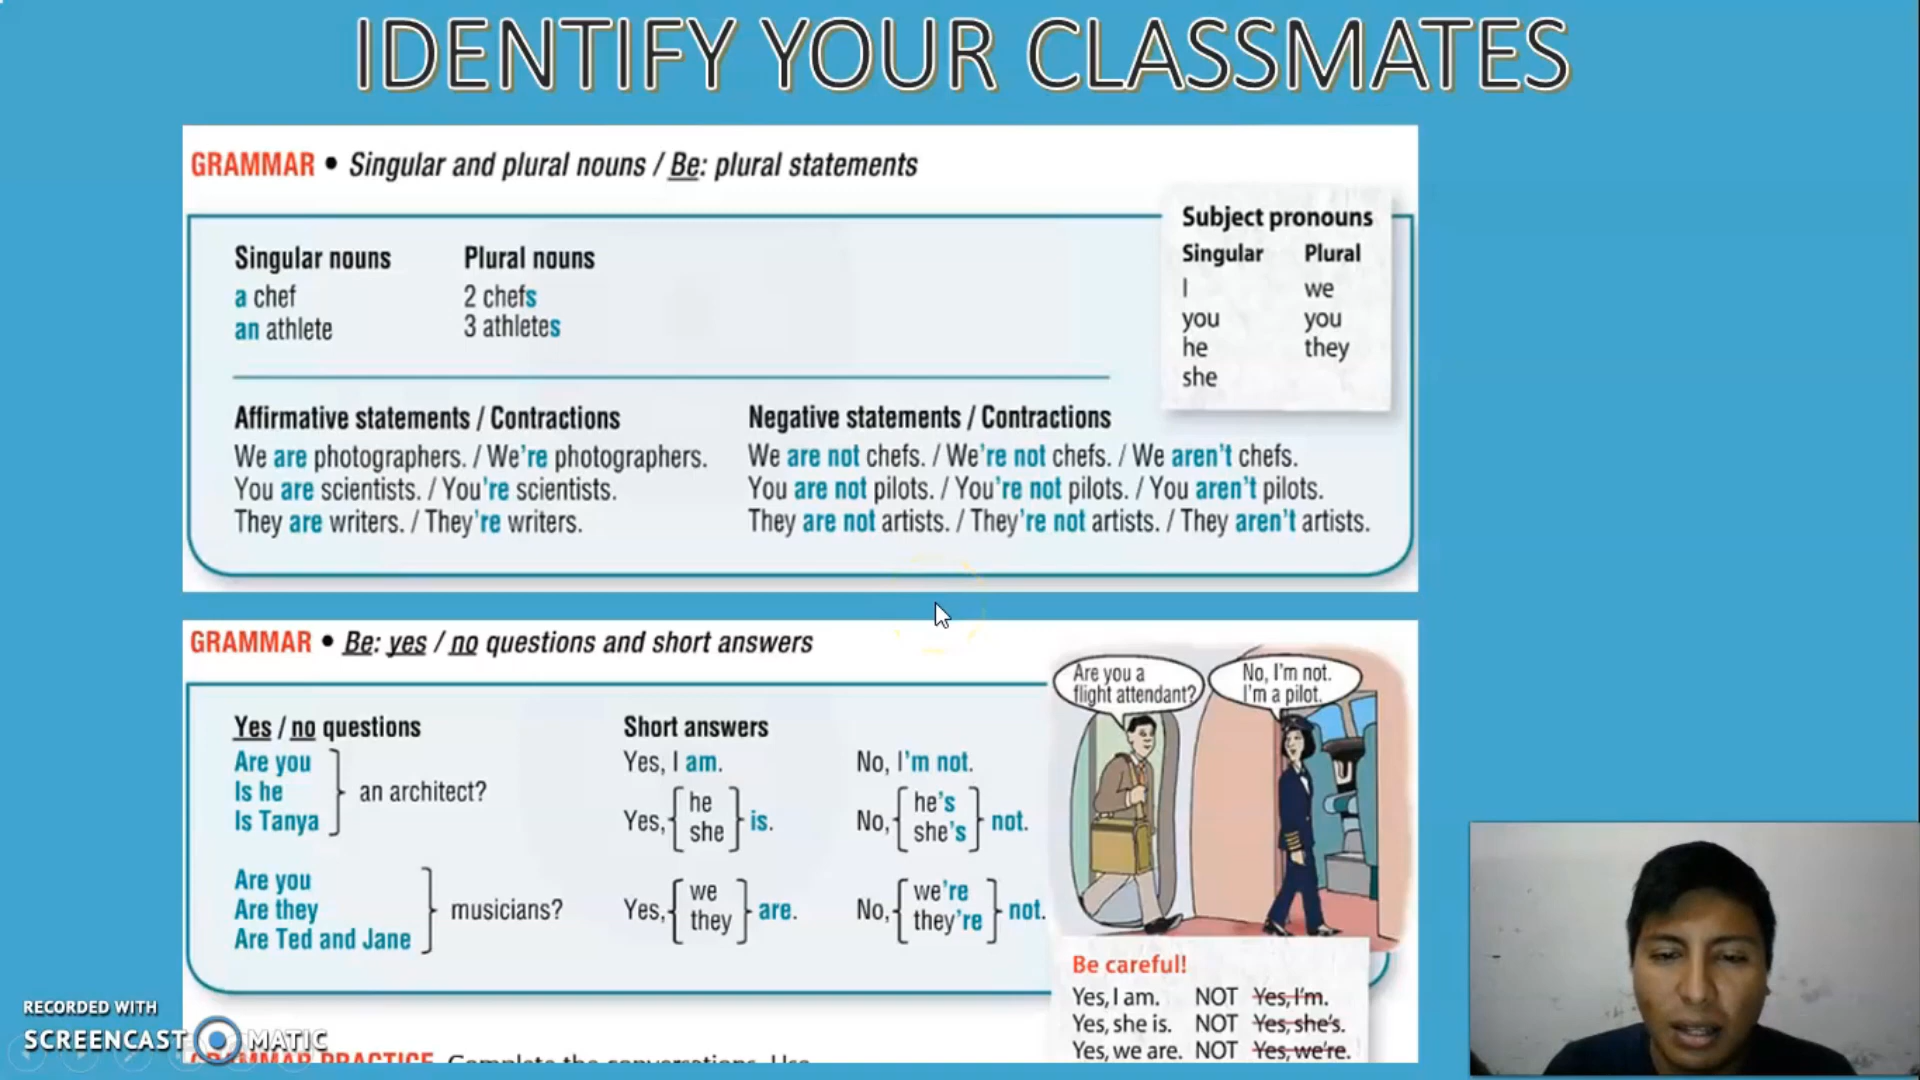 IDENTIFY YOUR CLASSMATES
GRAMMAR • Singular and plural nouns / Be: plural statements
Subject pronouns
Singular Plural
I we
you you
he they
she
Singular nouns Plural nouns
a chef 2 chefs
an athlete 3 athletes
Affirmative statements / Contractions
We are photographers. / We're photographers.
You are scientists. / You're scientists.
They are writers. / They're writers.
Negative statements / Contractions
We are not chefs. / We're not chefs. / We aren't chefs.
You are not pilots. / You're not pilots. / You aren't pilots.
They are not artists. / They're not artists. / They aren't artists.
GRAMMAR • Be: yes / no questions and short answers
Yes / no questions
Are you
Is he
Is Tanya
an architect?
Are you
Are they
Are Ted and Jane
musicians?
Short answers
Yes, I am. No, I'm not.
Yes, he she is. No, he's she's not.
Yes, we they are. No, we're they're not.
Are you a
flight attendant?
No, I'm not.
I'm a pilot.
Be careful!
Yes, I am. NOT Yes, I'm.
Yes, she is. NOT Yes, she's.
Yes, we are. NOT Yes, we're.
GRAMMAR PRACTICE Complete the conversations. Use
RECORDED WITH
SCREENCAST MATIC